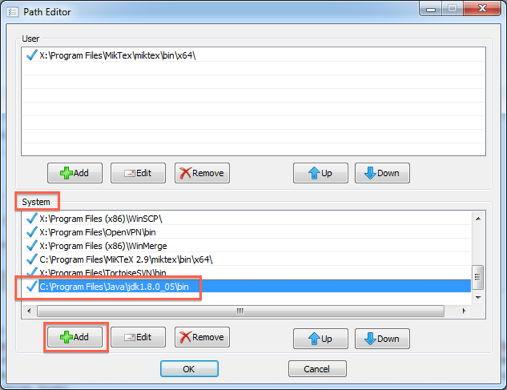 Path Editor
User
X:\Program Files\MikTex\miktex\bin\x64\
Add
Edit
Remove
Up
Down
System
X:\Program Files (x86)\WinSCP\
X:\Program Files\OpenVPN\bin
X:\Program Files (x86)\WinMerge
C:\Program Files\MiKTEX 2.9\miktex\bin\x64\
X:\Program Files\TortoiseSVN\bin
C:\Program Files\Java\jdk1.8.0_05\bin
Add
Edit
Remove
Up
Down
OK
Cancel